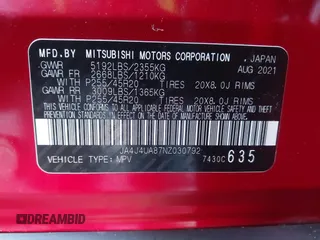 MFD.BY MITSUBISHI MOTORS CORPORATION, JAPAN
GVWR 5192LBS/2355KG AUG 2021
GAWR FR 2668LBS/1210KG
WITH P255/45R20 TIRES 20X8.0J RIMS
GAWR RR 3009LBS/1365KG
WITH P255/45R20 TIRES 20X8.0J RIMS
JA4J4UA87NZ030792
VEHICLE TYPE: MPV 7430C 635
DREAMBID